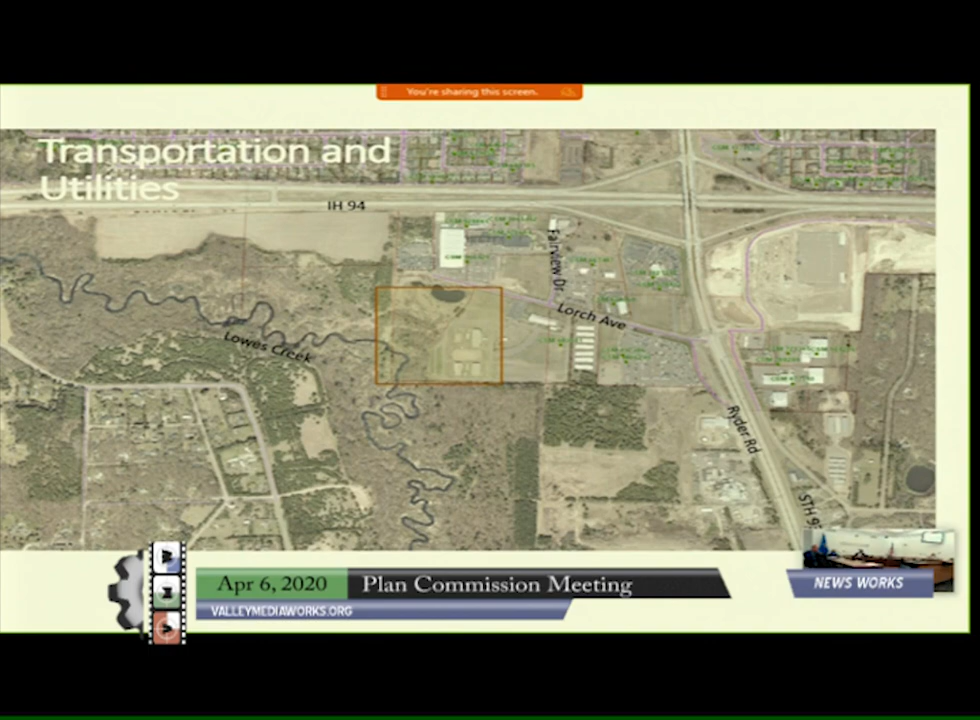 You're sharing this screen.
Transportation and
Utilities
IH 94
Fairview Dr
Lorch Ave
Lowes Creek
Ryder Rd
STH 9
Apr 6, 2020
Plan Commission Meeting
NEWS WORKS
VALLEYMEDIAWORKS.ORG